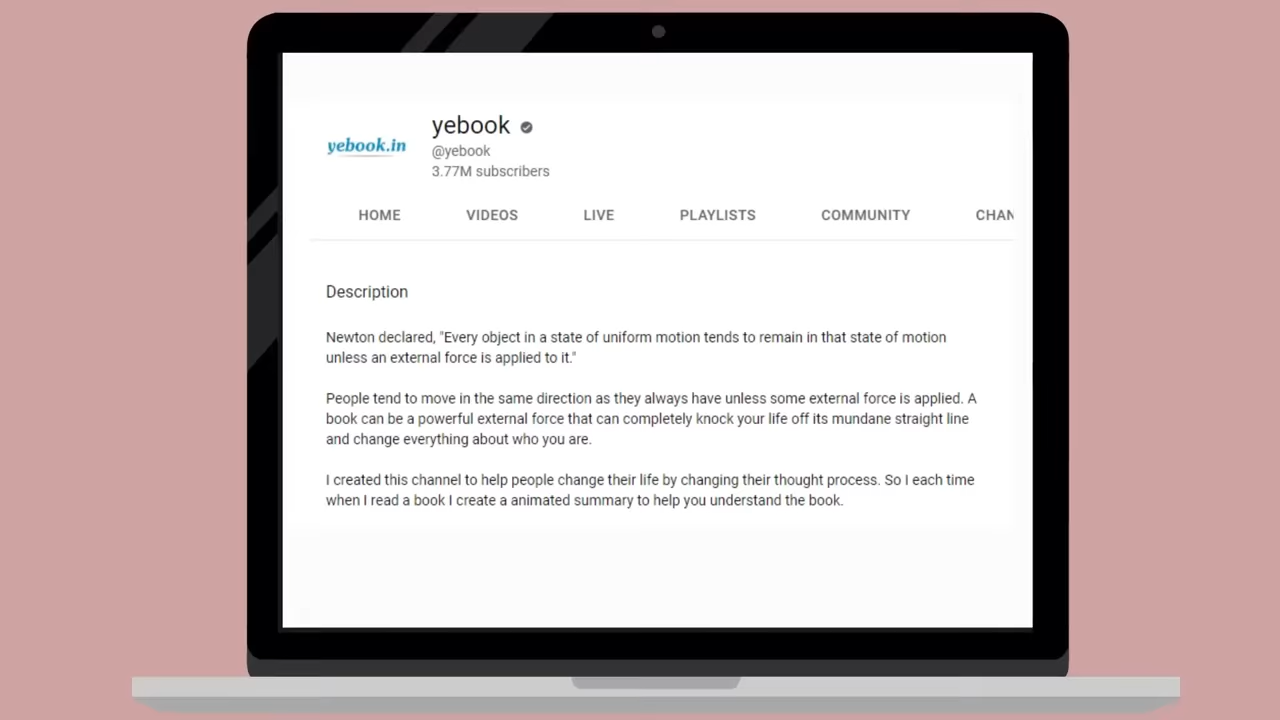 yebook.in
yebook
@yebook
3.77M subscribers
HOME VIDEOS LIVE PLAYLISTS COMMUNITY CHAN
Description
Newton declared, "Every object in a state of uniform motion tends to remain in that state of motion
unless an external force is applied to it."
People tend to move in the same direction as they always have unless some external force is applied. A
book can be a powerful external force that can completely knock your life off its mundane straight line
and change everything about who you are.
I created this channel to help people change their life by changing their thought process. So I each time
when I read a book I create a animated summary to help you understand the book.